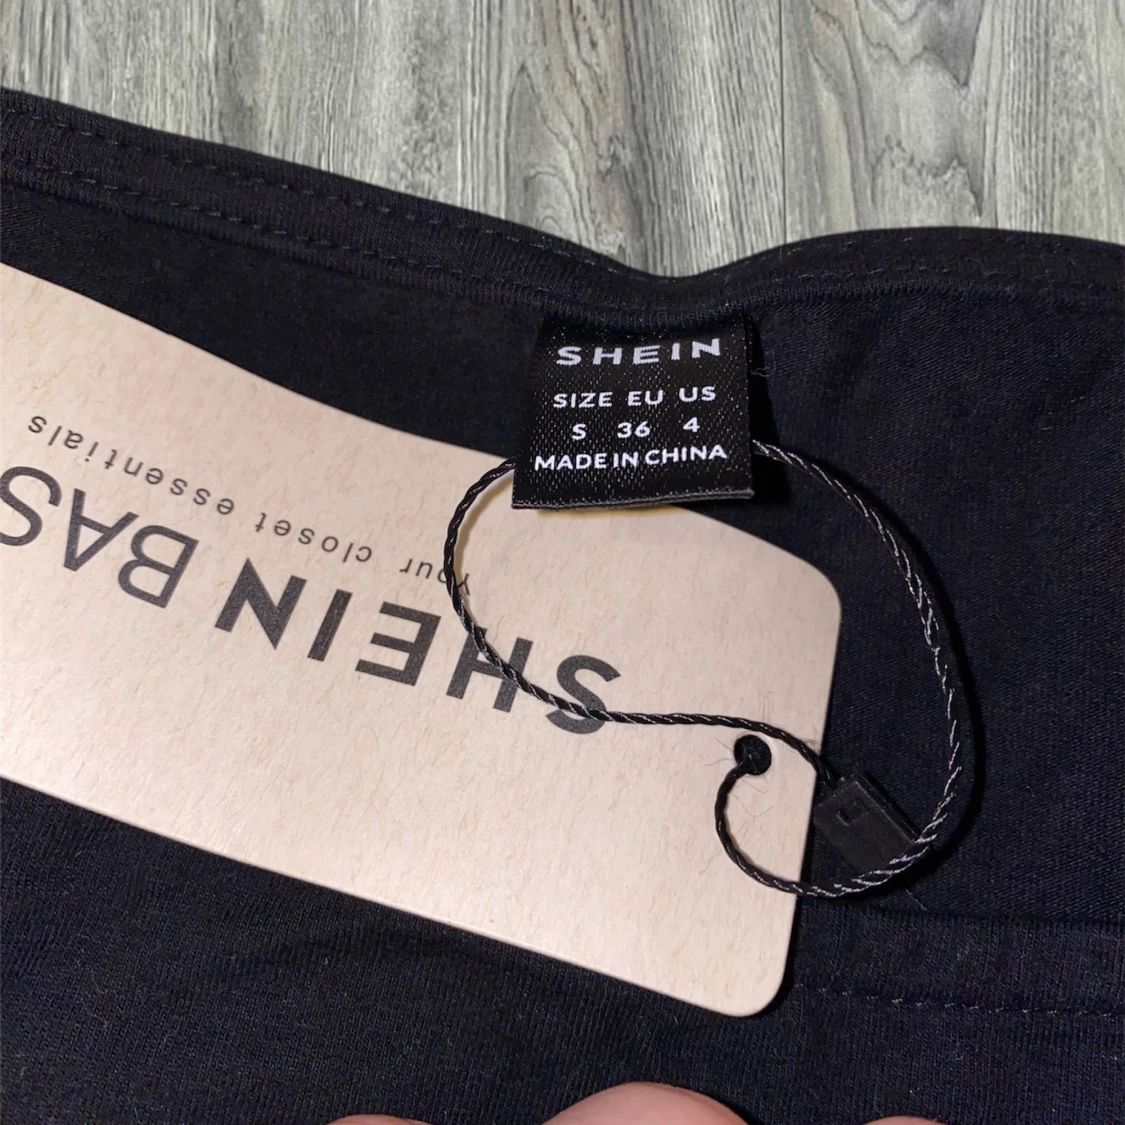 SHEIN
SIZE EU US
S 36 4
MADE IN CHINA
SHEIN BAS
your closet essentials